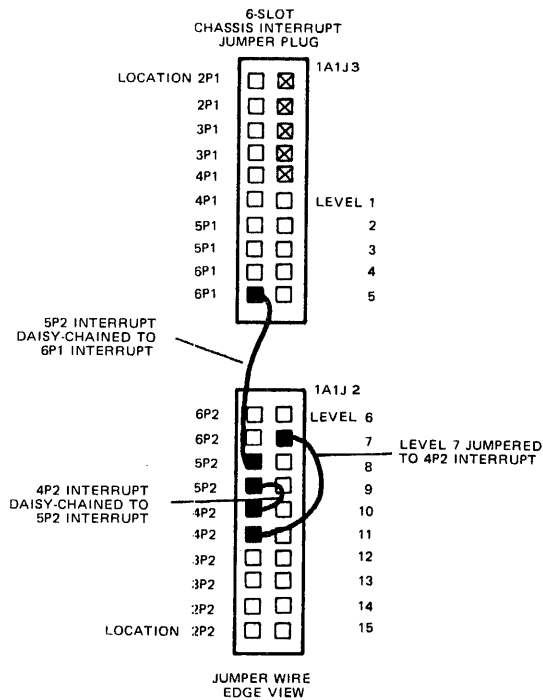 6-SLOT
CHASSIS INTERRUPT
JUMPER PLUG
1A1J3
LOCATION 2P1
2P1
3P1
3P1
4P1
4P1 LEVEL 1
5P1 2
5P1 3
6P1 4
6P1 5
5P2 INTERRUPT
DAISY-CHAINED TO
6P1 INTERRUPT
1A1J2
6P2 LEVEL 6
6P2 7
LEVEL 7 JUMPERED
TO 4P2 INTERRUPT
5P2 8
5P2 9
4P2 INTERRUPT
DAISY-CHAINED TO
5P2 INTERRUPT
4P2 10
4P2 11
3P2 12
3P2 13
2P2 14
LOCATION 2P2 15
JUMPER WIRE
EDGE VIEW